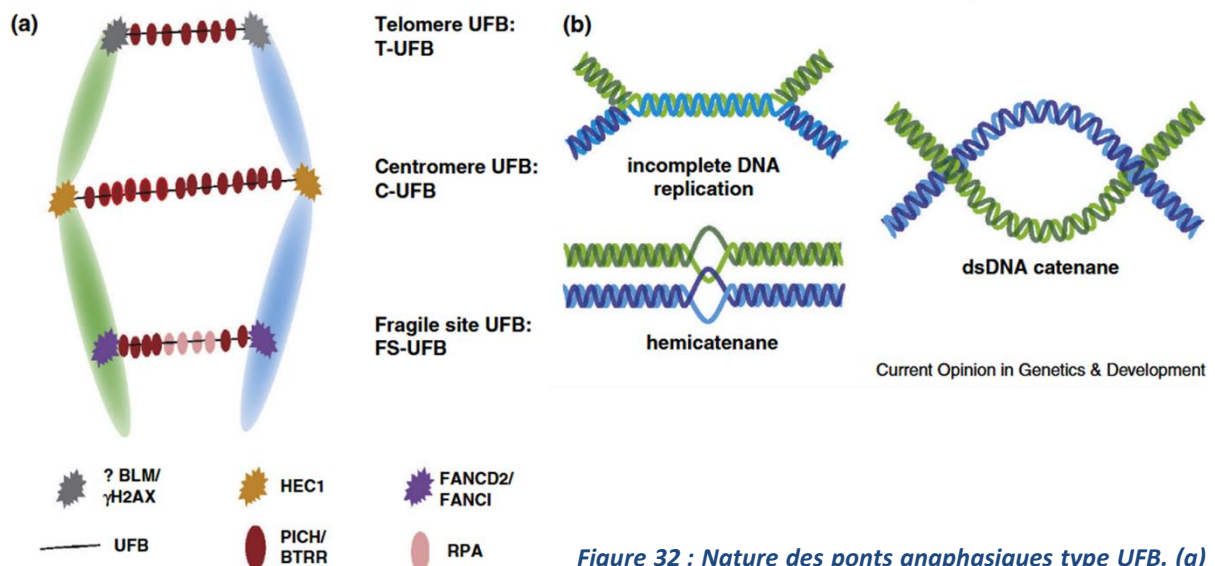 (a)
Telomere UFB:
T-UFB
Centromere UFB:
C-UFB
Fragile site UFB:
FS-UFB
? BLM/
γH2AX
HEC1
FANCD2/
FANCI
UFB
PICH/
BTRR
RPA
(b)
incomplete DNA
replication
hemicatenane
dsDNA catenane
Current Opinion in Genetics & Development
Figure 32 : Nature des ponts anaphasiques type UFB. (a)